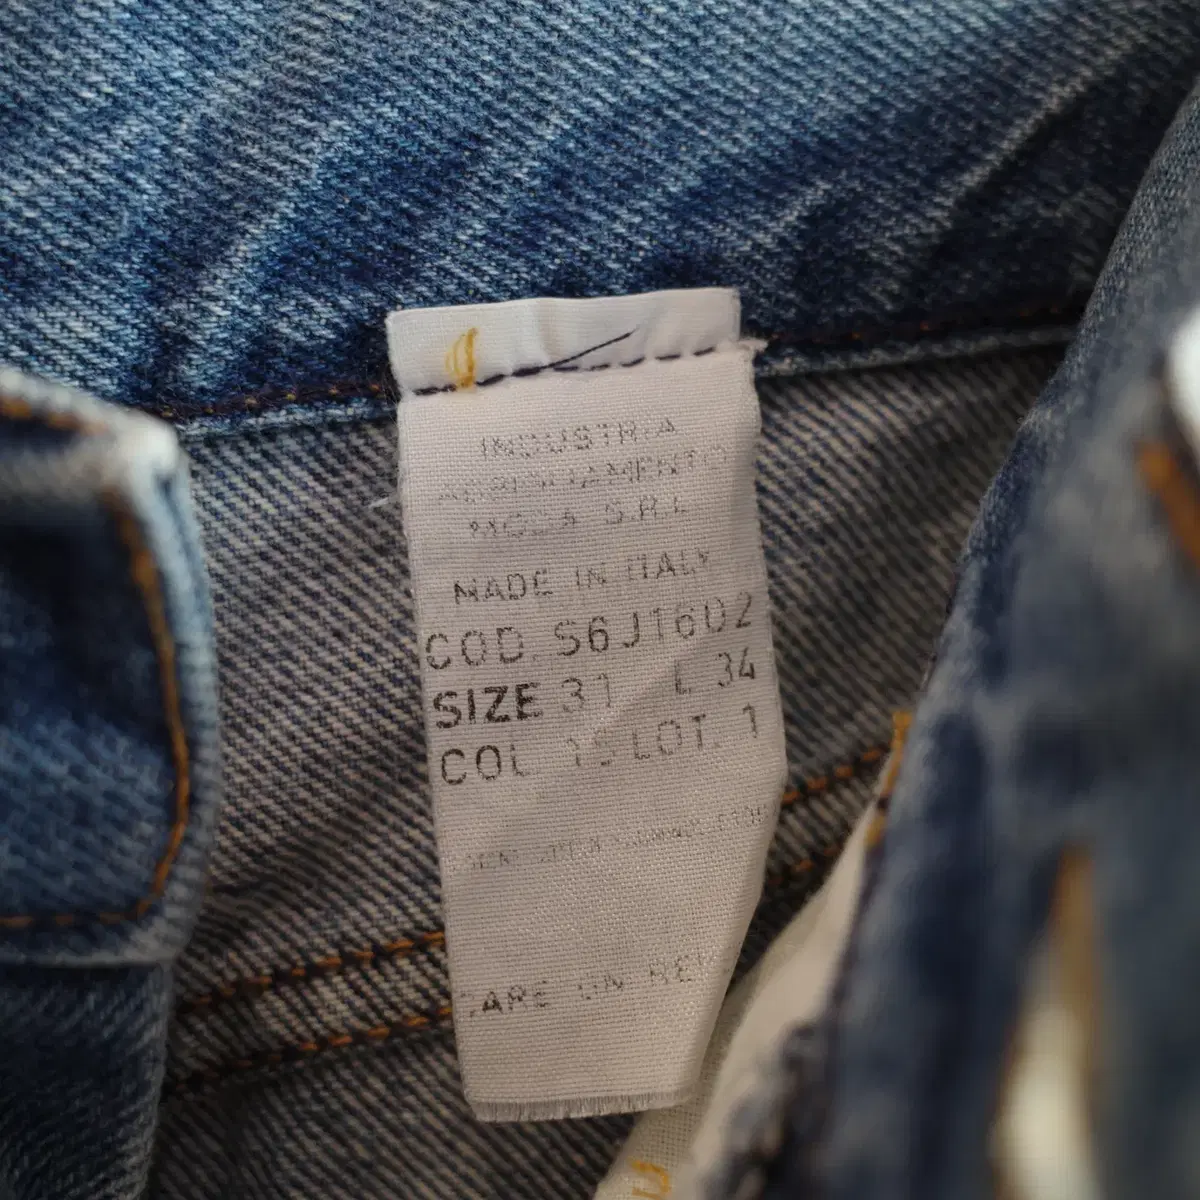 INDUSTRIA
ABBIGLIAMENTO
MODA S.R.L
MADE IN ITALY
COD. S6J1602
SIZE 31 L 34
COL. 15 LOT. 1
CARE ON REV